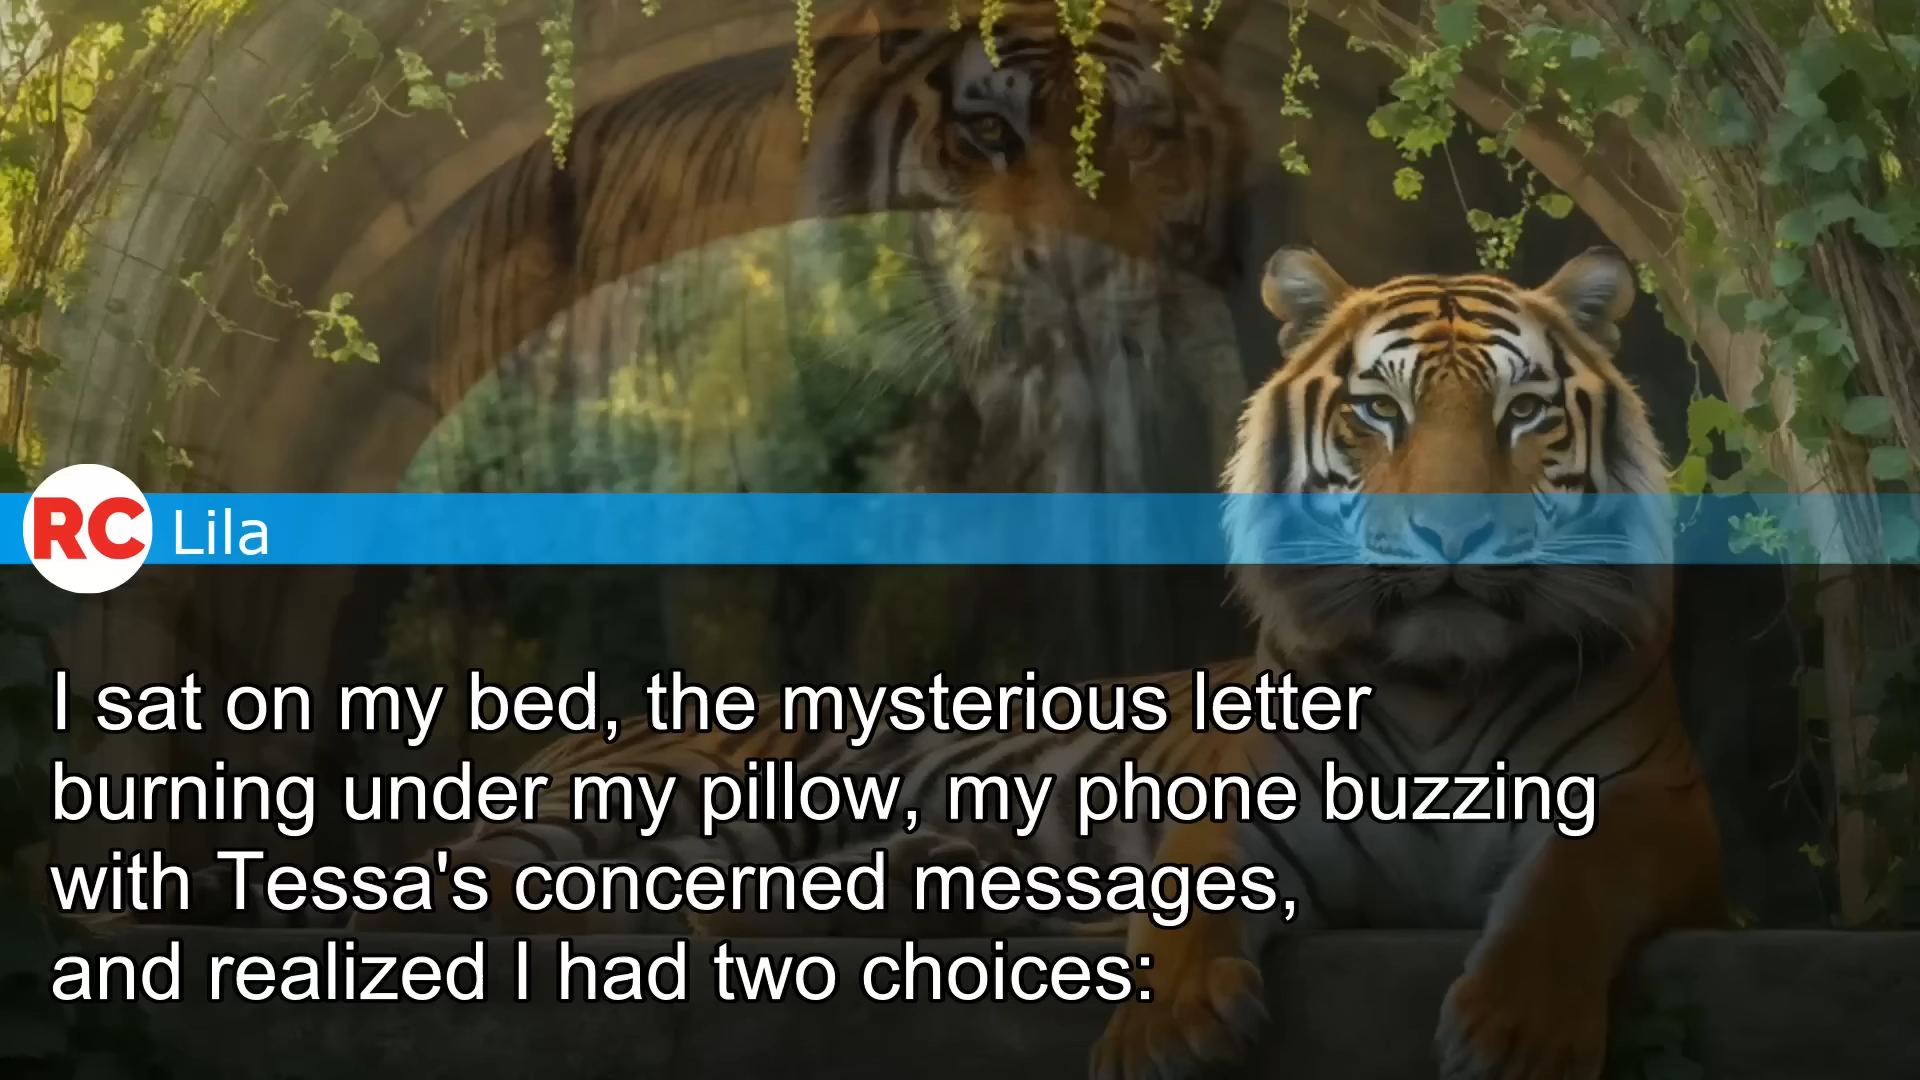 RC Lila
I sat on my bed, the mysterious letter
burning under my pillow, my phone buzzing
with Tessa's concerned messages,
and realized I had two choices: